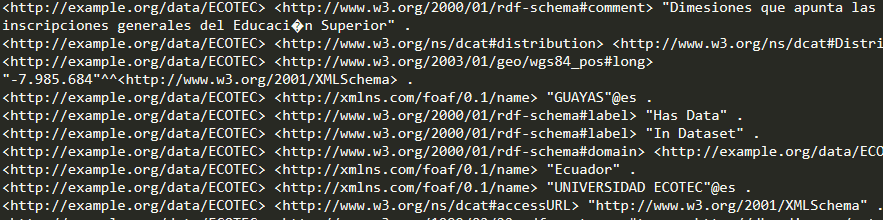 <http://example.org/data/ECOTEC> <http://www.w3.org/2000/01/rdf-schema#comment> "Dimesiones que apunta las
inscripciones generales del Educaci�n Superior" .
<http://example.org/data/ECOTEC> <http://www.w3.org/ns/dcat#distribution> <http://www.w3.org/ns/dcat#Distri
<http://example.org/data/ECOTEC> <http://www.w3.org/2003/01/geo/wgs84_pos#long>
"-7.985.684"^^<http://www.w3.org/2001/XMLSchema> .
<http://example.org/data/ECOTEC> <http://xmlns.com/foaf/0.1/name> "GUAYAS"@es .
<http://example.org/data/ECOTEC> <http://www.w3.org/2000/01/rdf-schema#label> "Has Data" .
<http://example.org/data/ECOTEC> <http://www.w3.org/2000/01/rdf-schema#label> "In Dataset" .
<http://example.org/data/ECOTEC> <http://www.w3.org/2000/01/rdf-schema#domain> <http://example.org/data/ECO
<http://example.org/data/ECOTEC> <http://xmlns.com/foaf/0.1/name> "Ecuador" .
<http://example.org/data/ECOTEC> <http://xmlns.com/foaf/0.1/name> "UNIVERSIDAD ECOTEC"@es .
<http://example.org/data/ECOTEC> <http://www.w3.org/ns/dcat#accessURL> "http://www.w3.org/2001/XMLSchema" .